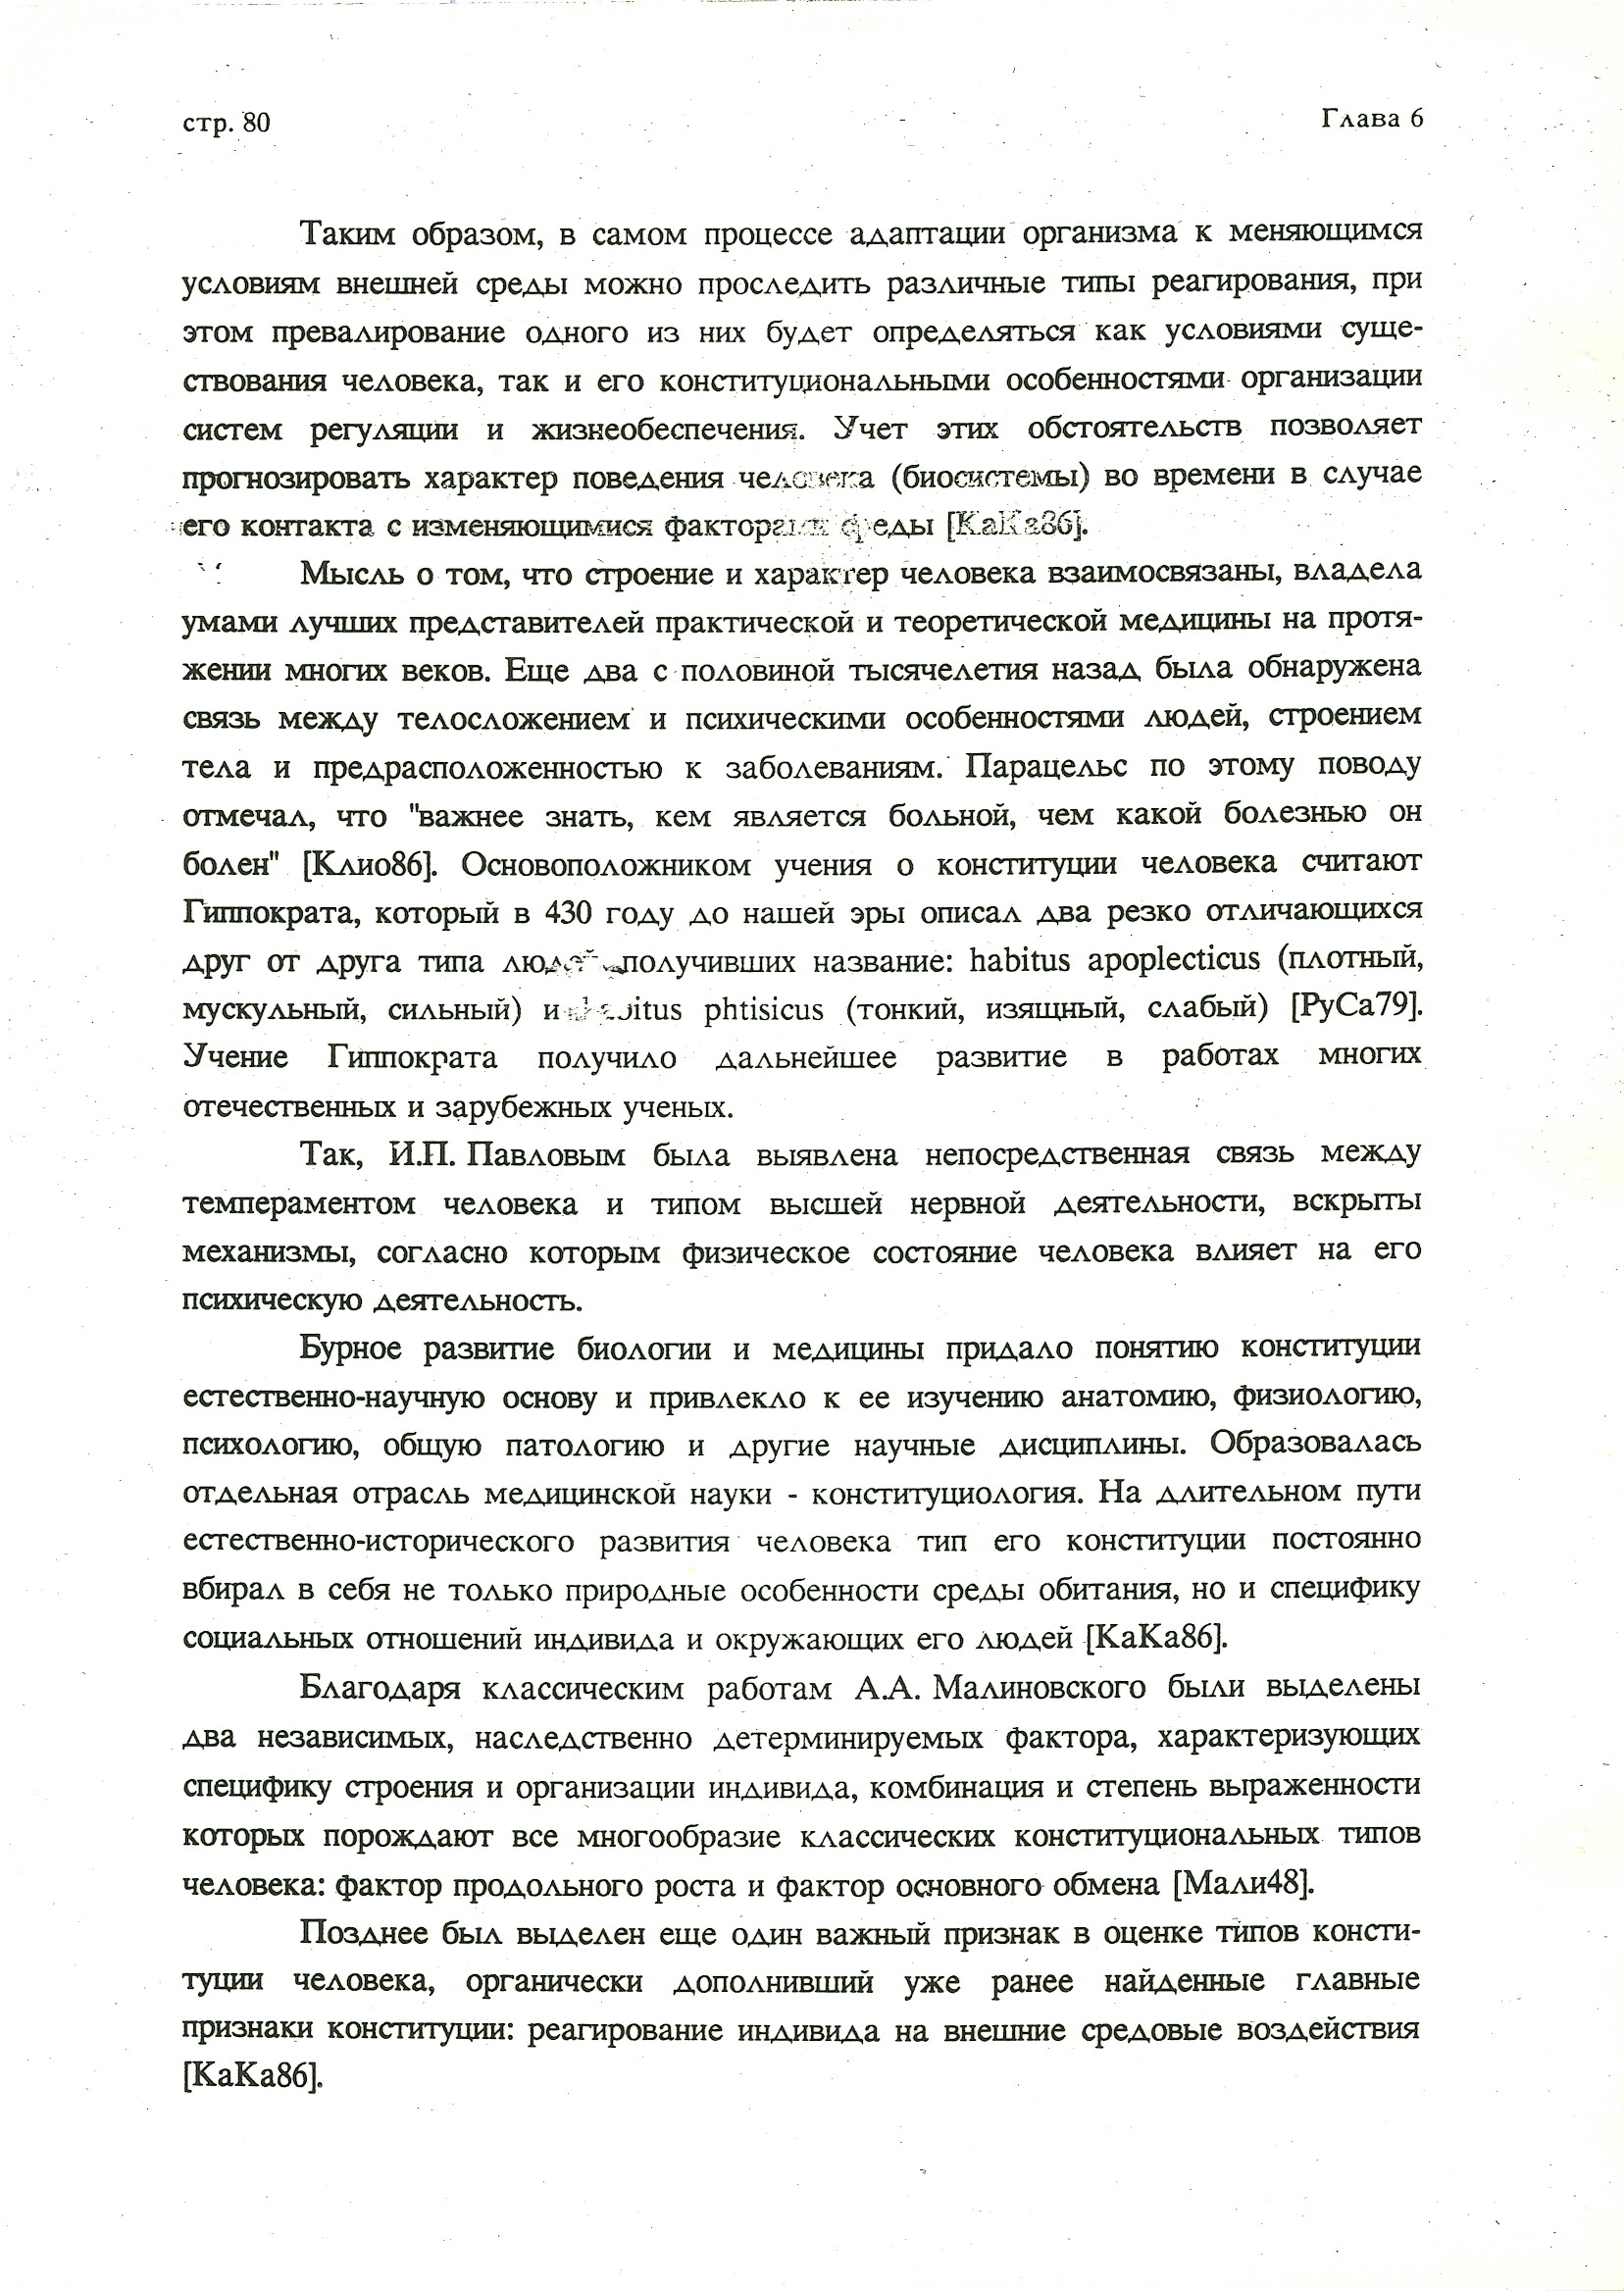 стр. 80
Глава 6
Таким образом, в самом процессе адаптации организма к меняющимся
условиям внешней среды можно проследить различные типы реагирования, при
этом превалирование одного из них будет определяться как условиями суще-
ствования человека, так и его конституциональными особенностями организации
систем регуляции и жизнеобеспечения. Учет этих обстоятельств позволяет
прогнозировать характер поведения человека (биосистемы) во времени в случае
его контакта с изменяющимися факторами среды [КаКа86].
Мысль о том, что строение и характер человека взаимосвязаны, владела
умами лучших представителей практической и теоретической медицины на протя-
жении многих веков. Еще два с половиной тысячелетия назад была обнаружена
связь между телосложением и психическими особенностями людей, строением
тела и предрасположенностью к заболеваниям. Парацельс по этому поводу
отмечал, что "важнее знать, кем является больной, чем какой болезнью он
болен" [Клио86]. Основоположником учения о конституции человека считают
Гиппократа, который в 430 году до нашей эры описал два резко отличающихся
друг от друга типа людей, получивших название: habitus apoplecticus (плотный,
мускульный, сильный) и habitus phtisicus (тонкий, изящный, слабый) [РуСа79].
Учение Гиппократа получило дальнейшее развитие в работах многих
отечественных и зарубежных ученых.
Так, И.П. Павловым была выявлена непосредственная связь между
темпераментом человека и типом высшей нервной деятельности, вскрыты
механизмы, согласно которым физическое состояние человека влияет на его
психическую деятельность.
Бурное развитие биологии и медицины придало понятию конституции
естественно-научную основу и привлекло к ее изучению анатомию, физиологию,
психологию, общую патологию и другие научные дисциплины. Образовалась
отдельная отрасль медицинской науки - конституциология. На длительном пути
естественно-исторического развития человека тип его конституции постоянно
вбирал в себя не только природные особенности среды обитания, но и специфику
социальных отношений индивида и окружающих его людей [КаКа86].
Благодаря классическим работам А.А. Малиновского были выделены
два независимых, наследственно детерминируемых фактора, характеризующих
специфику строения и организации индивида, комбинация и степень выраженности
которых порождают все многообразие классических конституциональных типов
человека: фактор продольного роста и фактор основного обмена [Мали48].
Позднее был выделен еще один важный признак в оценке типов консти-
туции человека, органически дополнивший уже ранее найденные главные
признаки конституции: реагирование индивида на внешние средовые воздействия
[КаКа86].